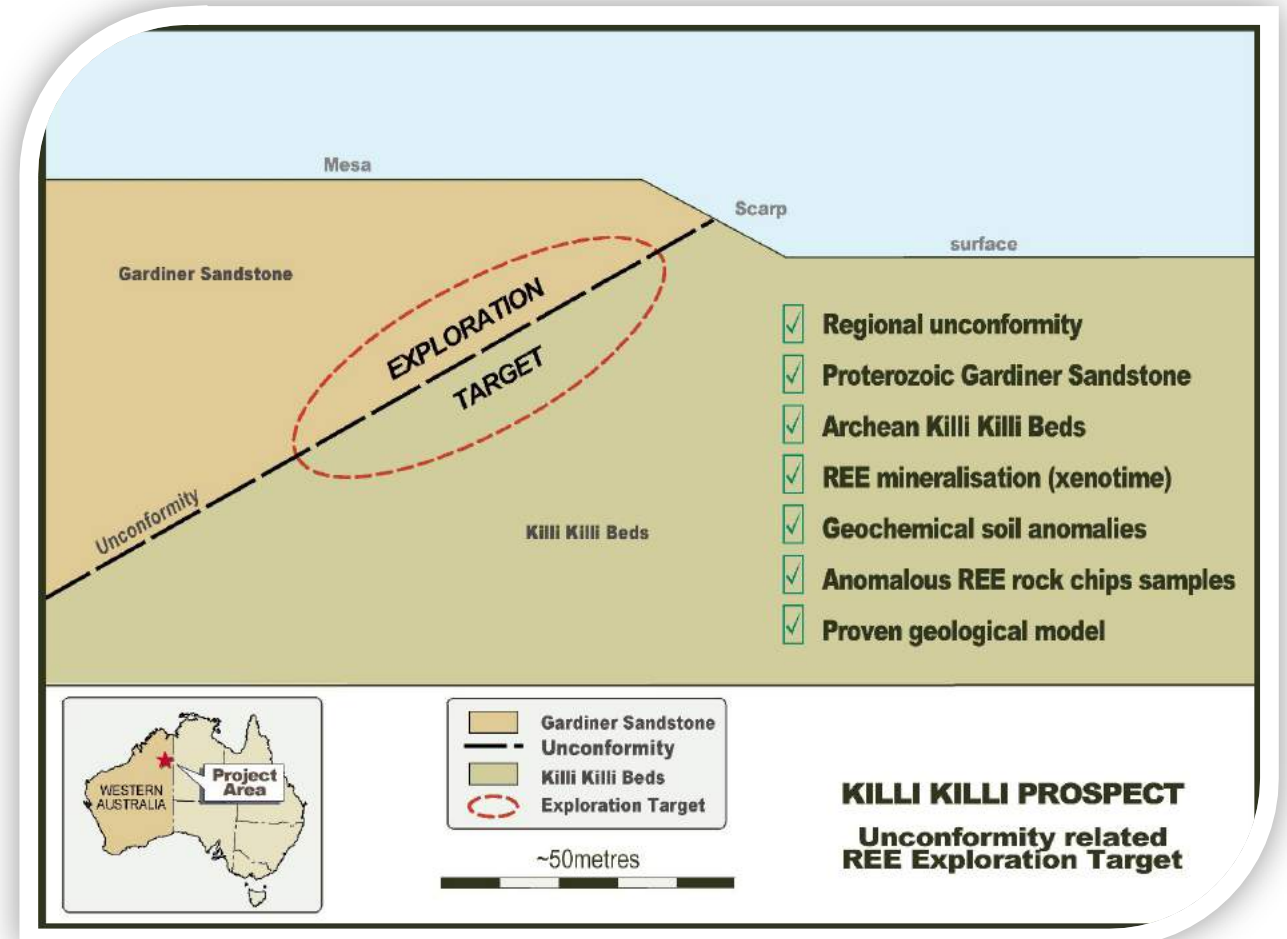 Mesa
Scarp
surface
Gardiner Sandstone
EXPLORATION
TARGET
Unconformity
Killi Killi Beds
Regional unconformity
Proterozoic Gardiner Sandstone
Archean Killi Killi Beds
REE mineralisation (xenotime)
Geochemical soil anomalies
Anomalous REE rock chips samples
Proven geological model
WESTERN
AUSTRALIA
Project
Area
Gardiner Sandstone
Unconformity
Killi Killi Beds
Exploration Target
~50metres
KILLI KILLI PROSPECT
Unconformity related
REE Exploration Target